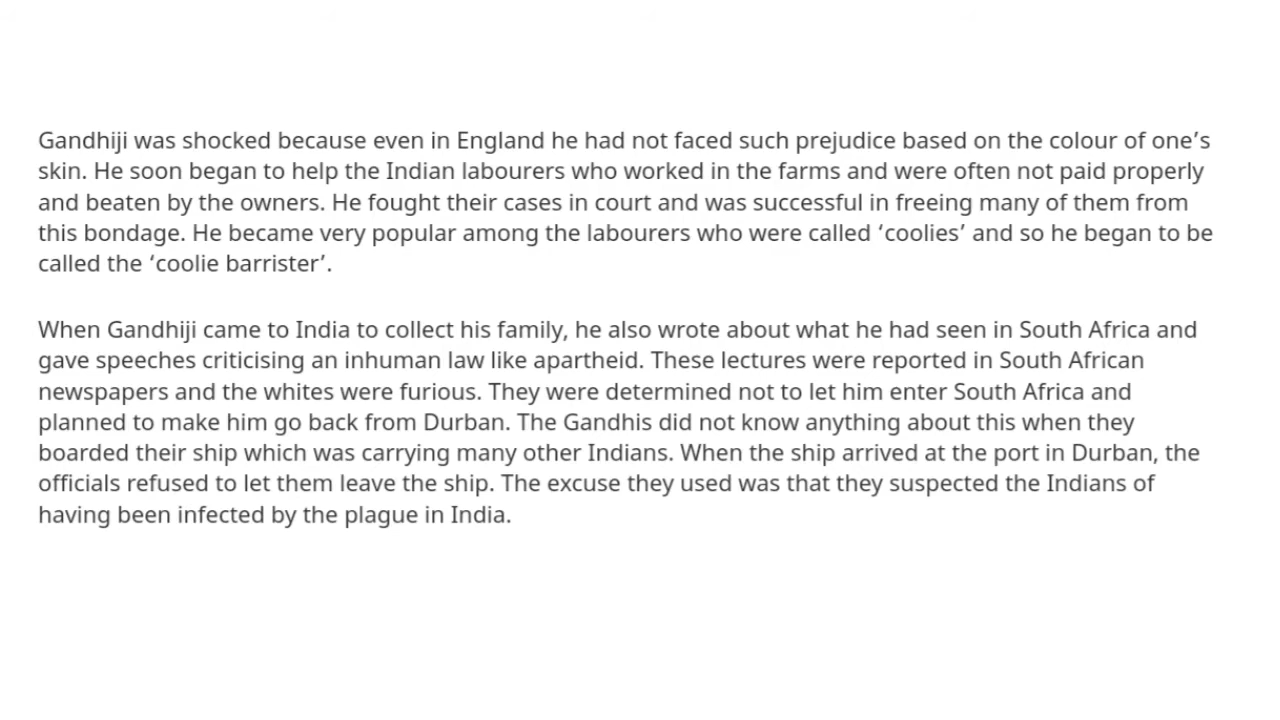 Gandhiji was shocked because even in England he had not faced such prejudice based on the colour of one’s
skin. He soon began to help the Indian labourers who worked in the farms and were often not paid properly
and beaten by the owners. He fought their cases in court and was successful in freeing many of them from
this bondage. He became very popular among the labourers who were called ‘coolies’ and so he began to be
called the ‘coolie barrister’.
When Gandhiji came to India to collect his family, he also wrote about what he had seen in South Africa and
gave speeches criticising an inhuman law like apartheid. These lectures were reported in South African
newspapers and the whites were furious. They were determined not to let him enter South Africa and
planned to make him go back from Durban. The Gandhis did not know anything about this when they
boarded their ship which was carrying many other Indians. When the ship arrived at the port in Durban, the
officials refused to let them leave the ship. The excuse they used was that they suspected the Indians of
having been infected by the plague in India.